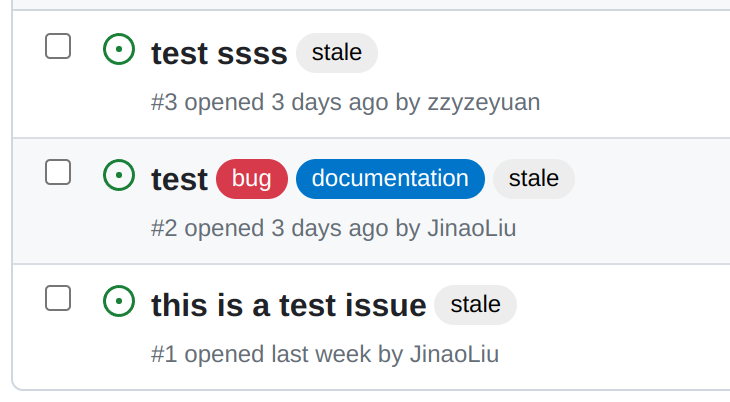 test ssss stale
#3 opened 3 days ago by zzyzeyuan
test bug documentation stale
#2 opened 3 days ago by JinaoLiu
this is a test issue stale
#1 opened last week by JinaoLiu